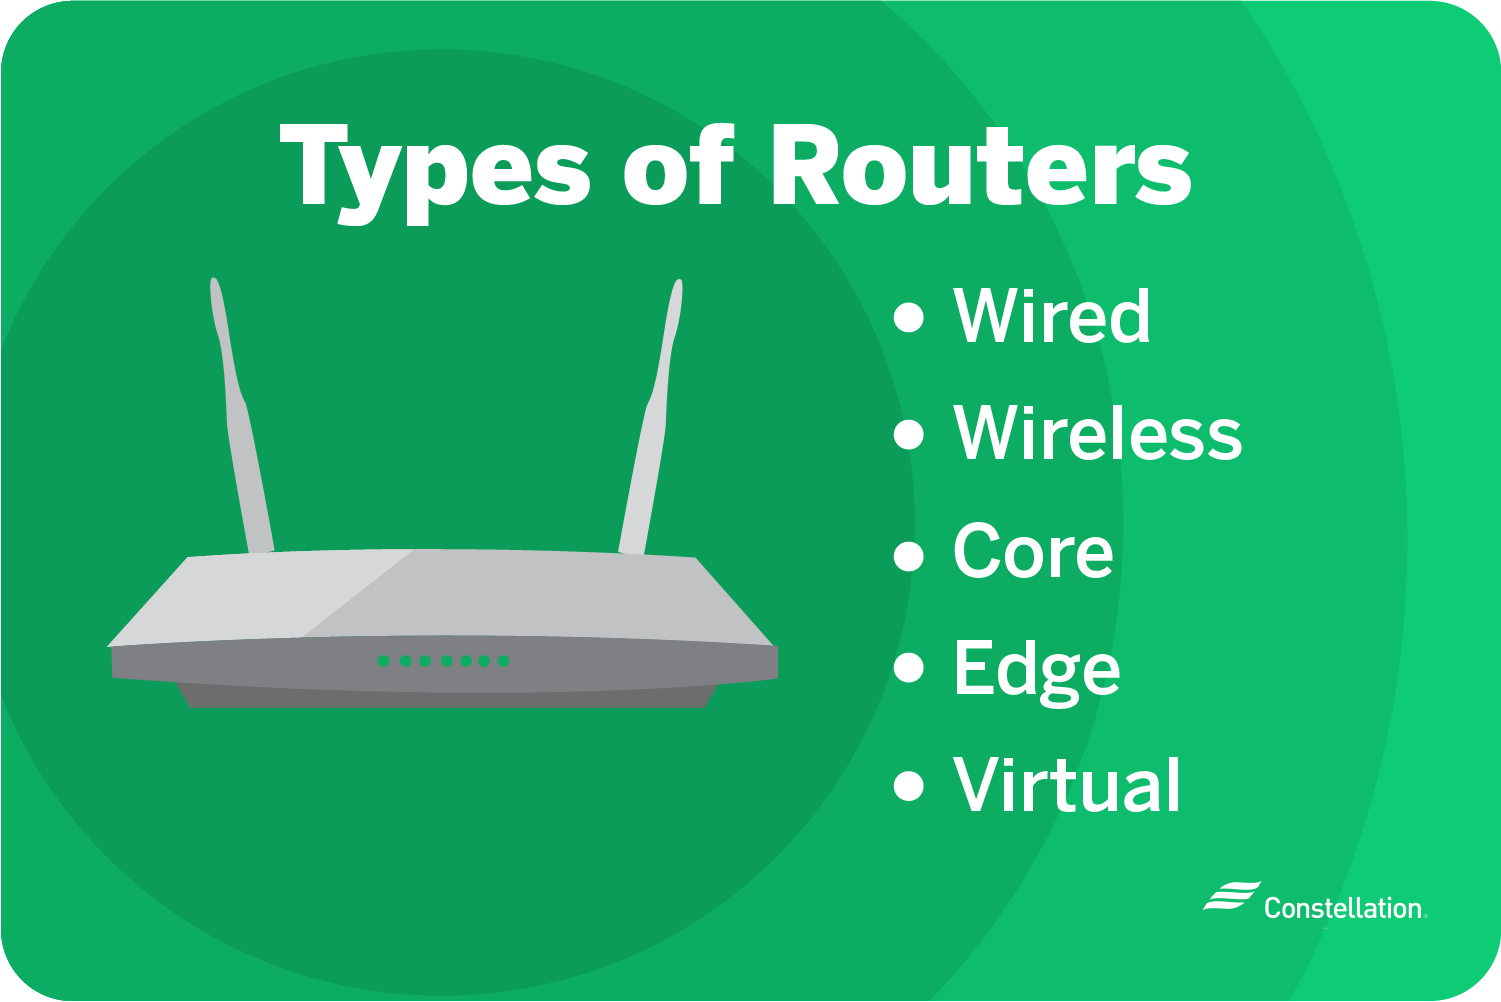 Types of Routers
• Wired
• Wireless
• Core
• Edge
• Virtual
Constellation